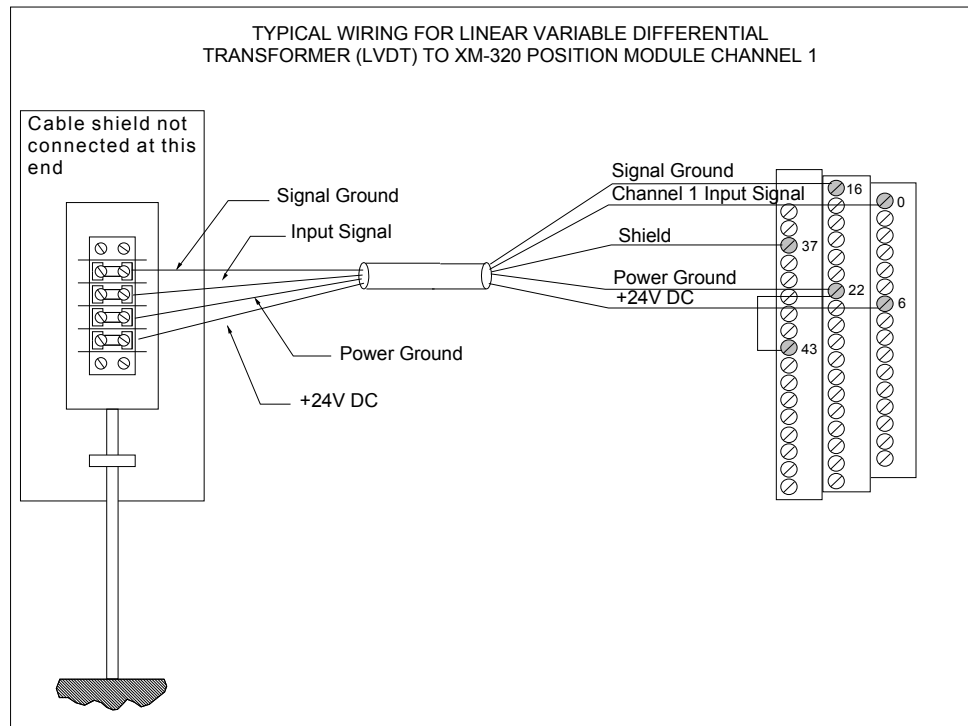 TYPICAL WIRING FOR LINEAR VARIABLE DIFFERENTIAL
TRANSFORMER (LVDT) TO XM-320 POSITION MODULE CHANNEL 1
Cable shield not
connected at this
end
Signal Ground
Input Signal
Power Ground
+24V DC
Signal Ground
Channel 1 Input Signal
Shield
Power Ground
+24V DC
16
0
37
22
6
43